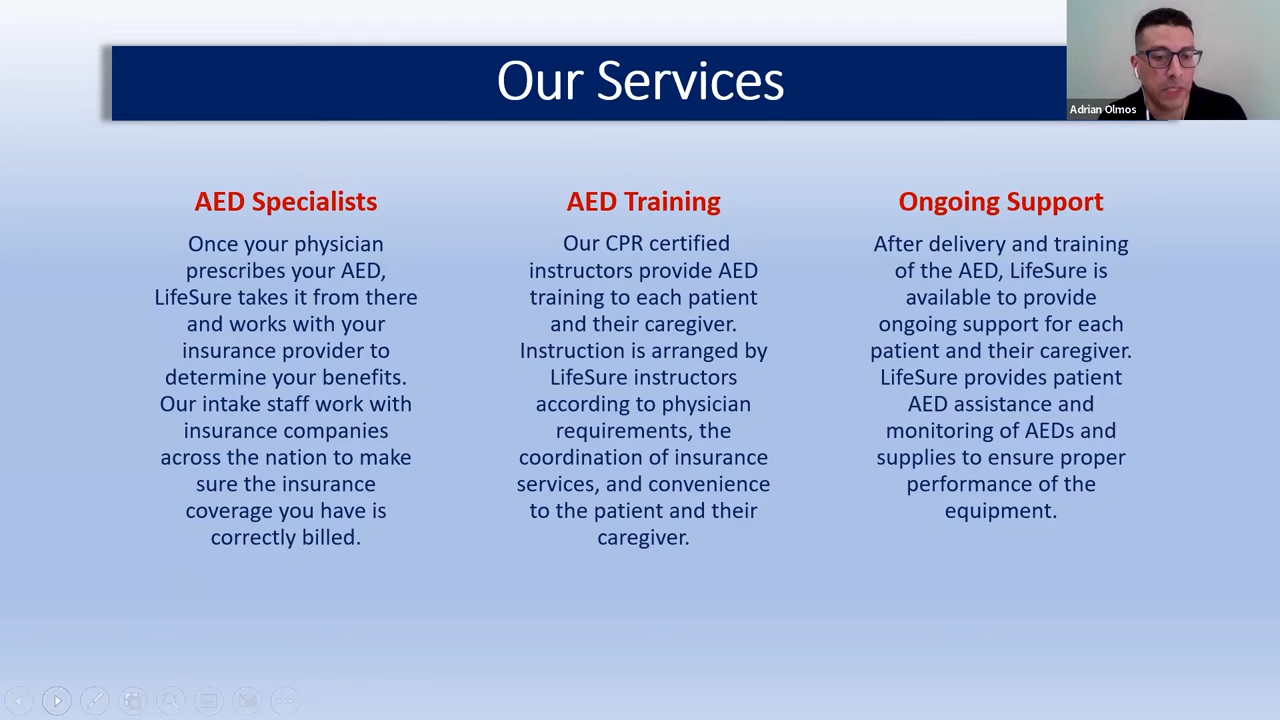 Our Services
Adrian Olmos
AED Specialists
Once your physician
prescribes your AED,
LifeSure takes it from there
and works with your
insurance provider to
determine your benefits.
Our intake staff work with
insurance companies
across the nation to make
sure the insurance
coverage you have is
correctly billed.
AED Training
Our CPR certified
instructors provide AED
training to each patient
and their caregiver.
Instruction is arranged by
LifeSure instructors
according to physician
requirements, the
coordination of insurance
services, and convenience
to the patient and their
caregiver.
Ongoing Support
After delivery and training
of the AED, LifeSure is
available to provide
ongoing support for each
patient and their caregiver.
LifeSure provides patient
AED assistance and
monitoring of AEDs and
supplies to ensure proper
performance of the
equipment.